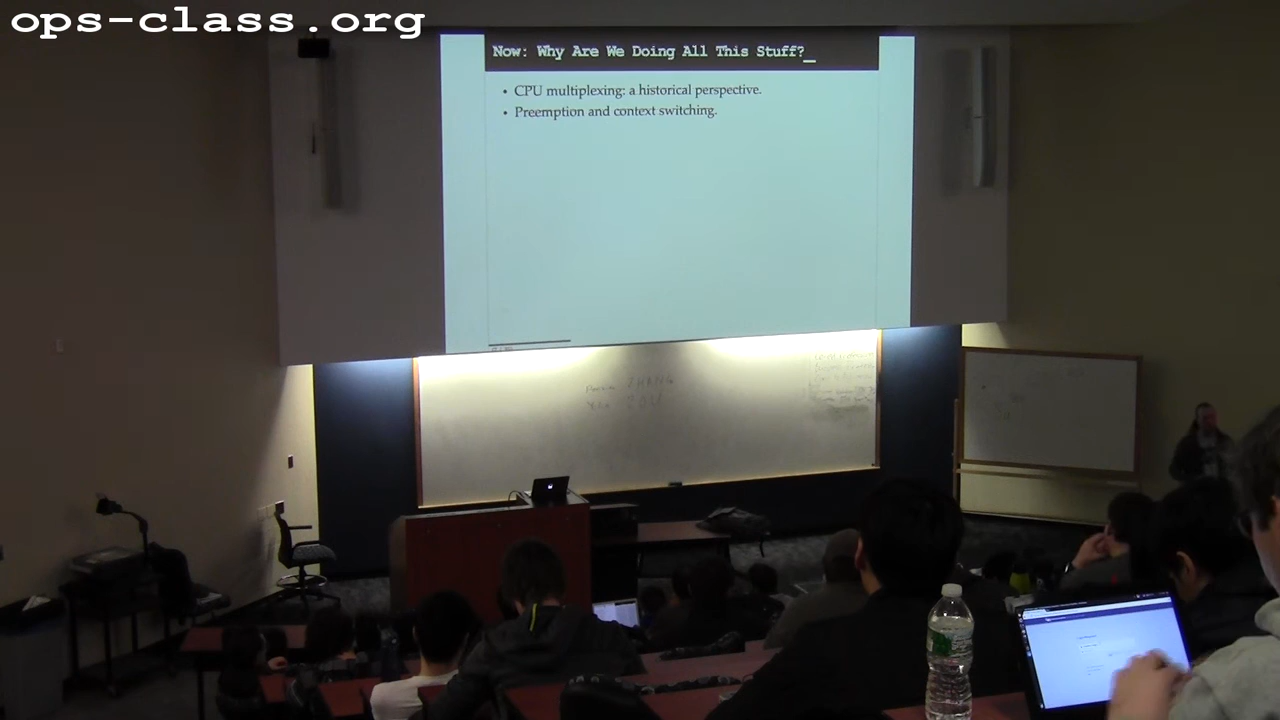 ops-class.org
Now: Why Are We Doing All This Stuff?_
• CPU multiplexing: a historical perspective.
• Preemption and context switching.
ZHANG